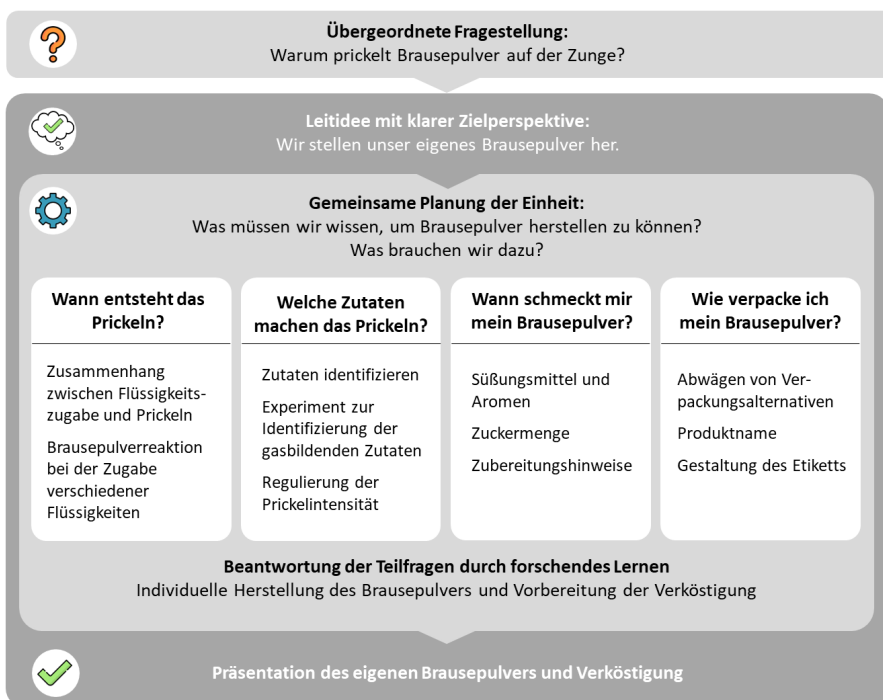 Übergeordnete Fragestellung:
Warum prickelt Brausepulver auf der Zunge?
Leitidee mit klarer Zielperspektive:
Wir stellen unser eigenes Brausepulver her.
Gemeinsame Planung der Einheit:
Was müssen wir wissen, um Brausepulver herstellen zu können?
Was brauchen wir dazu?
Wann entsteht das
Prickeln?
Zusammenhang
zwischen Flüssigkeits-
zugabe und Prickeln
Brausepulverreaktion
bei der Zugabe
verschiedener
Flüssigkeiten
Welche Zutaten
machen das Prickeln?
Zutaten identifizieren
Experiment zur
Identifizierung der
gasbildenden Zutaten
Regulierung der
Prickelintensität
Wann schmeckt mir
mein Brausepulver?
Süßungsmittel und
Aromen
Zuckermenge
Zubereitungshinweise
Wie verpacke ich
mein Brausepulver?
Abwägen von Ver-
packungsalternativen
Produktname
Gestaltung des Etiketts
Beantwortung der Teilfragen durch forschendes Lernen
Individuelle Herstellung des Brausepulvers und Vorbereitung der Verköstigung
Präsentation des eigenen Brausepulvers und Verköstigung